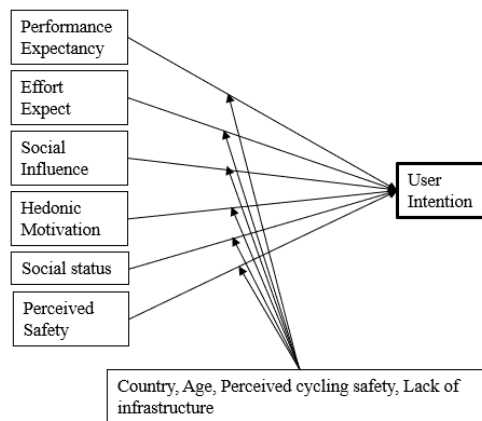 Performance
Expectancy
Effort
Expect
Social
Influence
Hedonic
Motivation
Social status
Perceived
Safety
User
Intention
Country, Age, Perceived cycling safety, Lack of
infrastructure